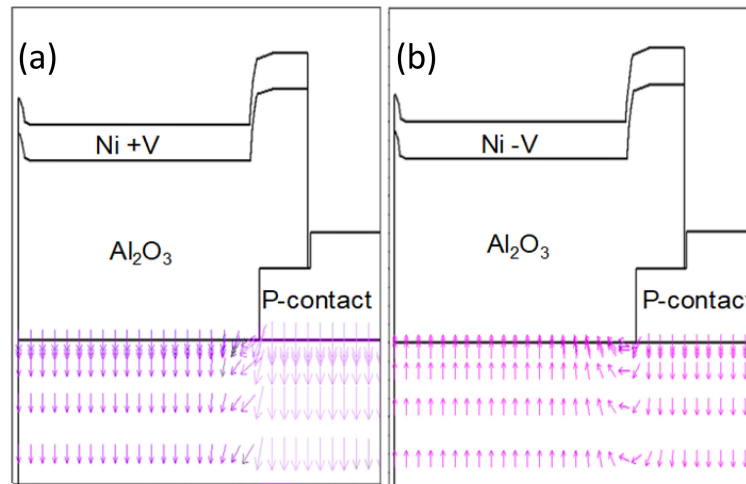 (a)
Ni +V
Al₂O₃
P-contact
(b)
Ni -V
Al₂O₃
P-contact